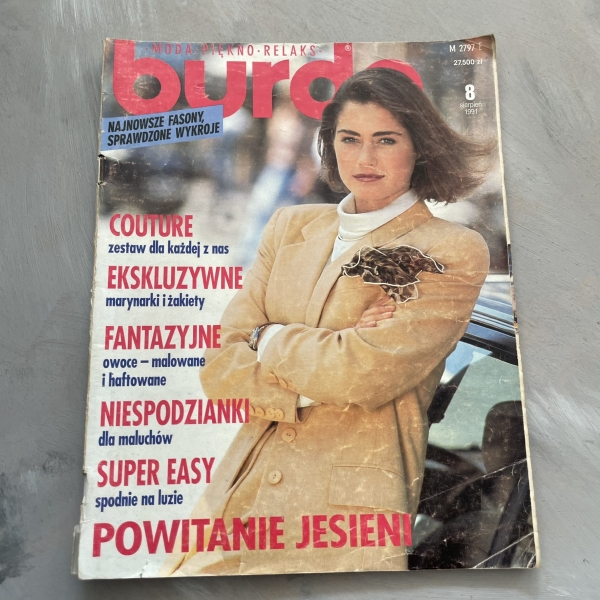 MODA PIĘKNO-RELAKS
burda
M 2797 E
27.500 zł
8
sierpień
1991
NAJNOWSZE FASONY,
SPRAWDZONE WYKROJE
COUTURE
zestaw dla każdej z nas
EKSKLUZYWNE
marynarki i żakiety
FANTAZYJNE
owoce – malowane
i haftowane
NIESPODZIANKI
dla maluchów
SUPER EASY
spodnie na luzie
POWITANIE JESIENI